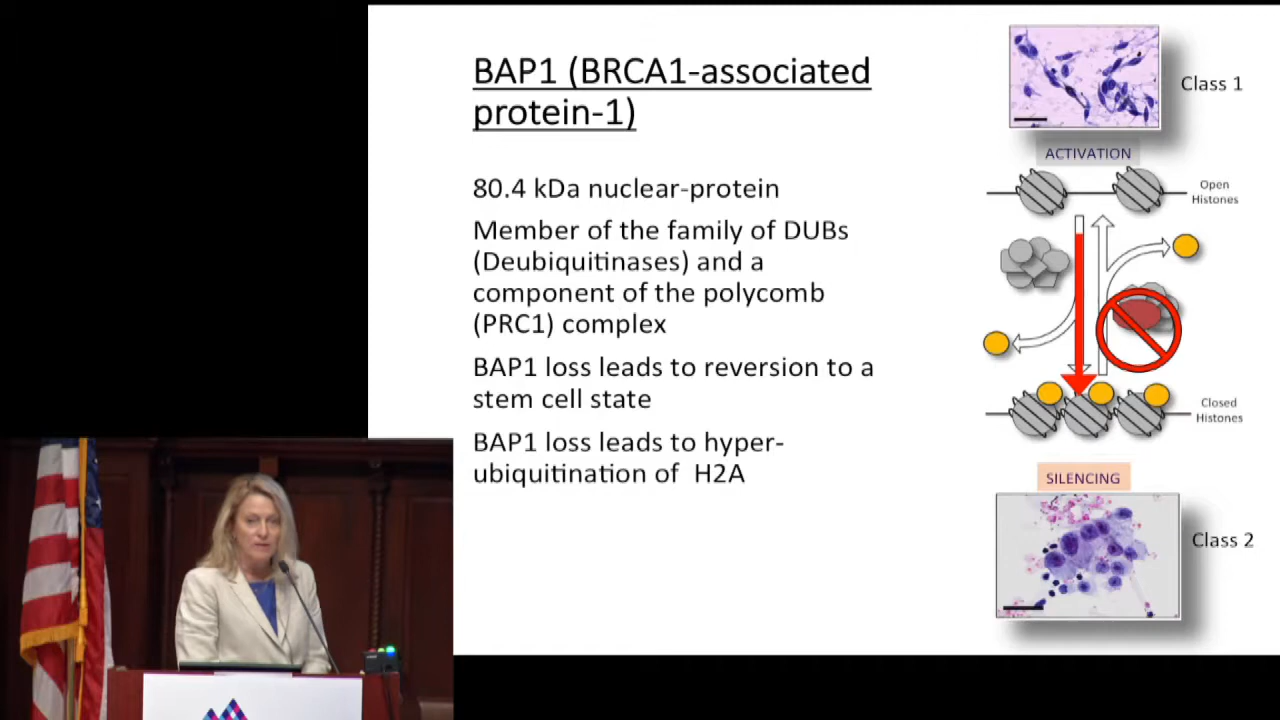 BAP1 (BRCA1-associated
protein-1)
80.4 kDa nuclear-protein
Member of the family of DUBs
(Deubiquitinases) and a
component of the polycomb
(PRC1) complex
BAP1 loss leads to reversion to a
stem cell state
BAP1 loss leads to hyper-
ubiquitination of H2A
Class 1
ACTIVATION
Open
Histones
Closed
Histones
SILENCING
Class 2